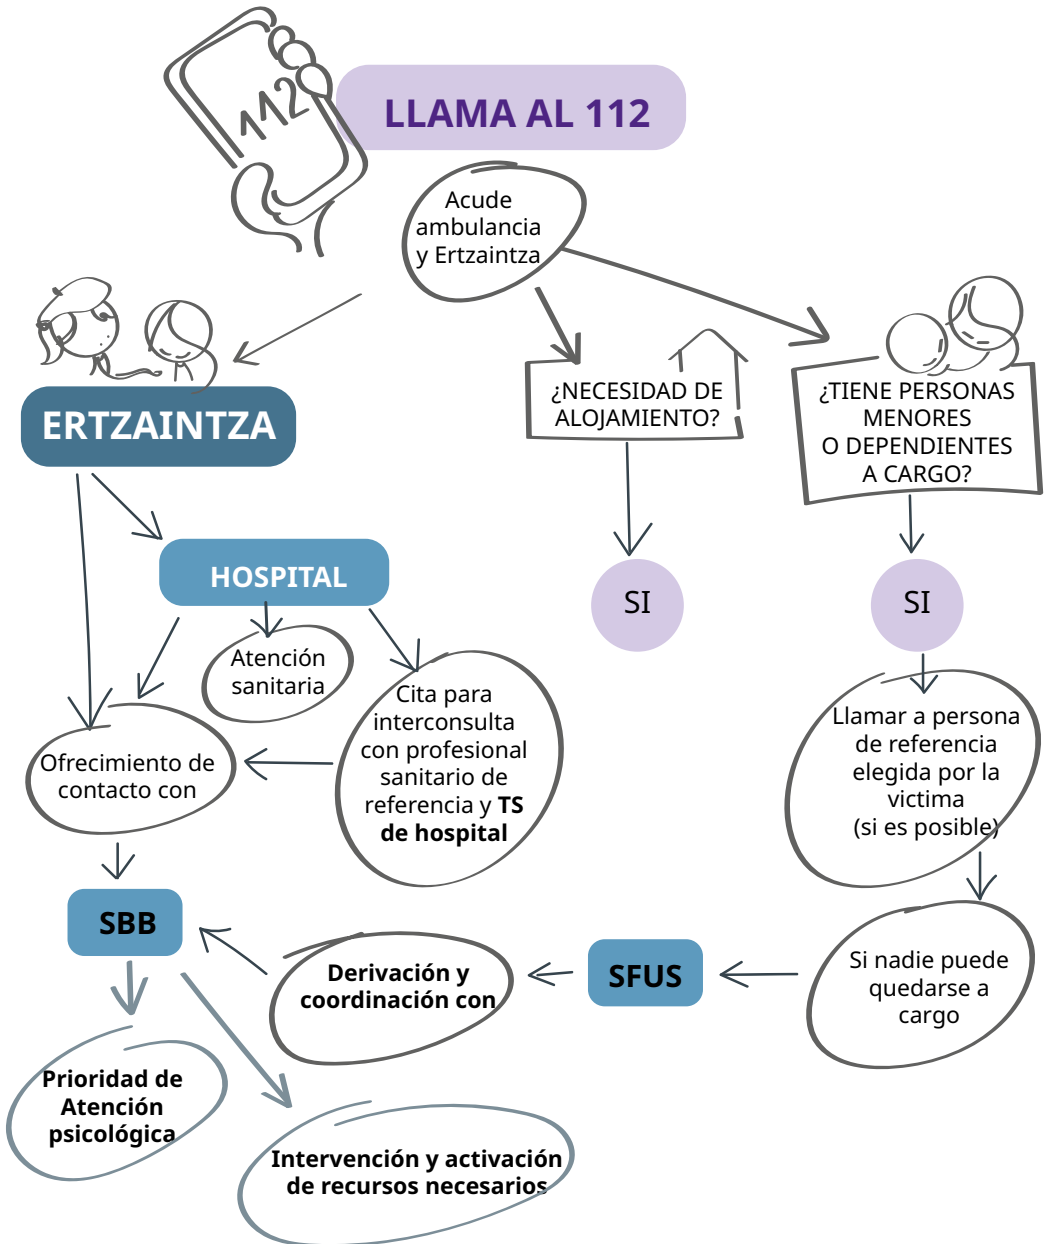 112
LLAMA AL 112
Acude
ambulancia
y Ertzaintza
ERTZAINTZA
¿NECESIDAD DE
ALOJAMIENTO?
¿TIENE PERSONAS
MENORES
O DEPENDIENTES
A CARGO?
HOSPITAL
SI
SI
Atención
sanitaria
Cita para
interconsulta
con profesional
sanitario de
referencia y TS
de hospital
Ofrecimiento de
contacto con
Llamar a persona
de referencia
elegida por la
victima
(si es posible)
SBB
Derivación y
coordinación con
SFUS
Si nadie puede
quedarse a
cargo
Prioridad de
Atención
psicológica
Intervención y activación
de recursos necesarios